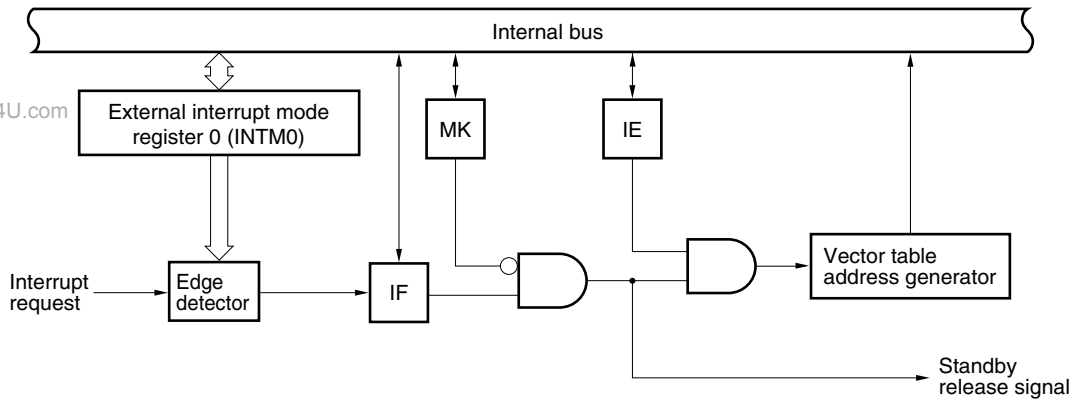 Internal bus
4U.com
External interrupt mode
register 0 (INTM0)
MK
IE
Vector table
address generator
Interrupt
request
Edge
detector
IF
Standby
release signal